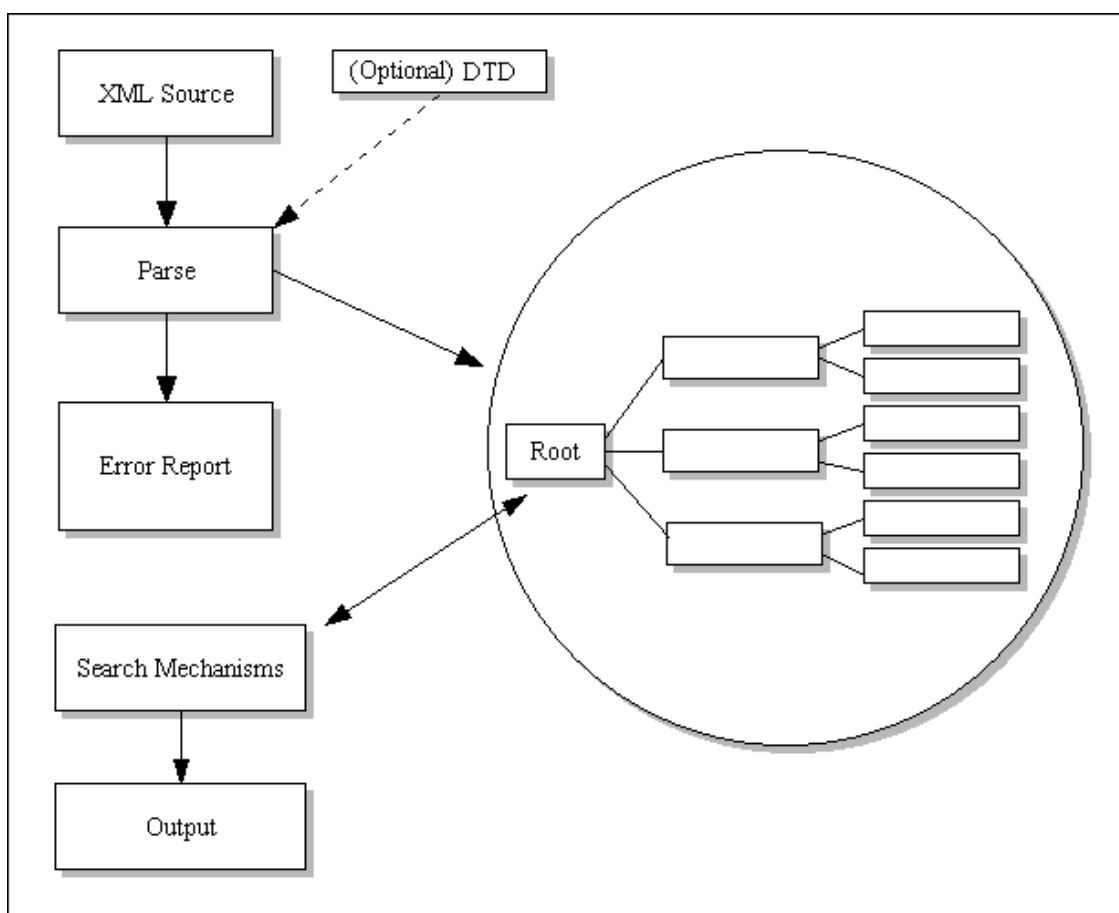 XML Source
(Optional) DTD
Parse
Error Report
Root
Search Mechanisms
Output